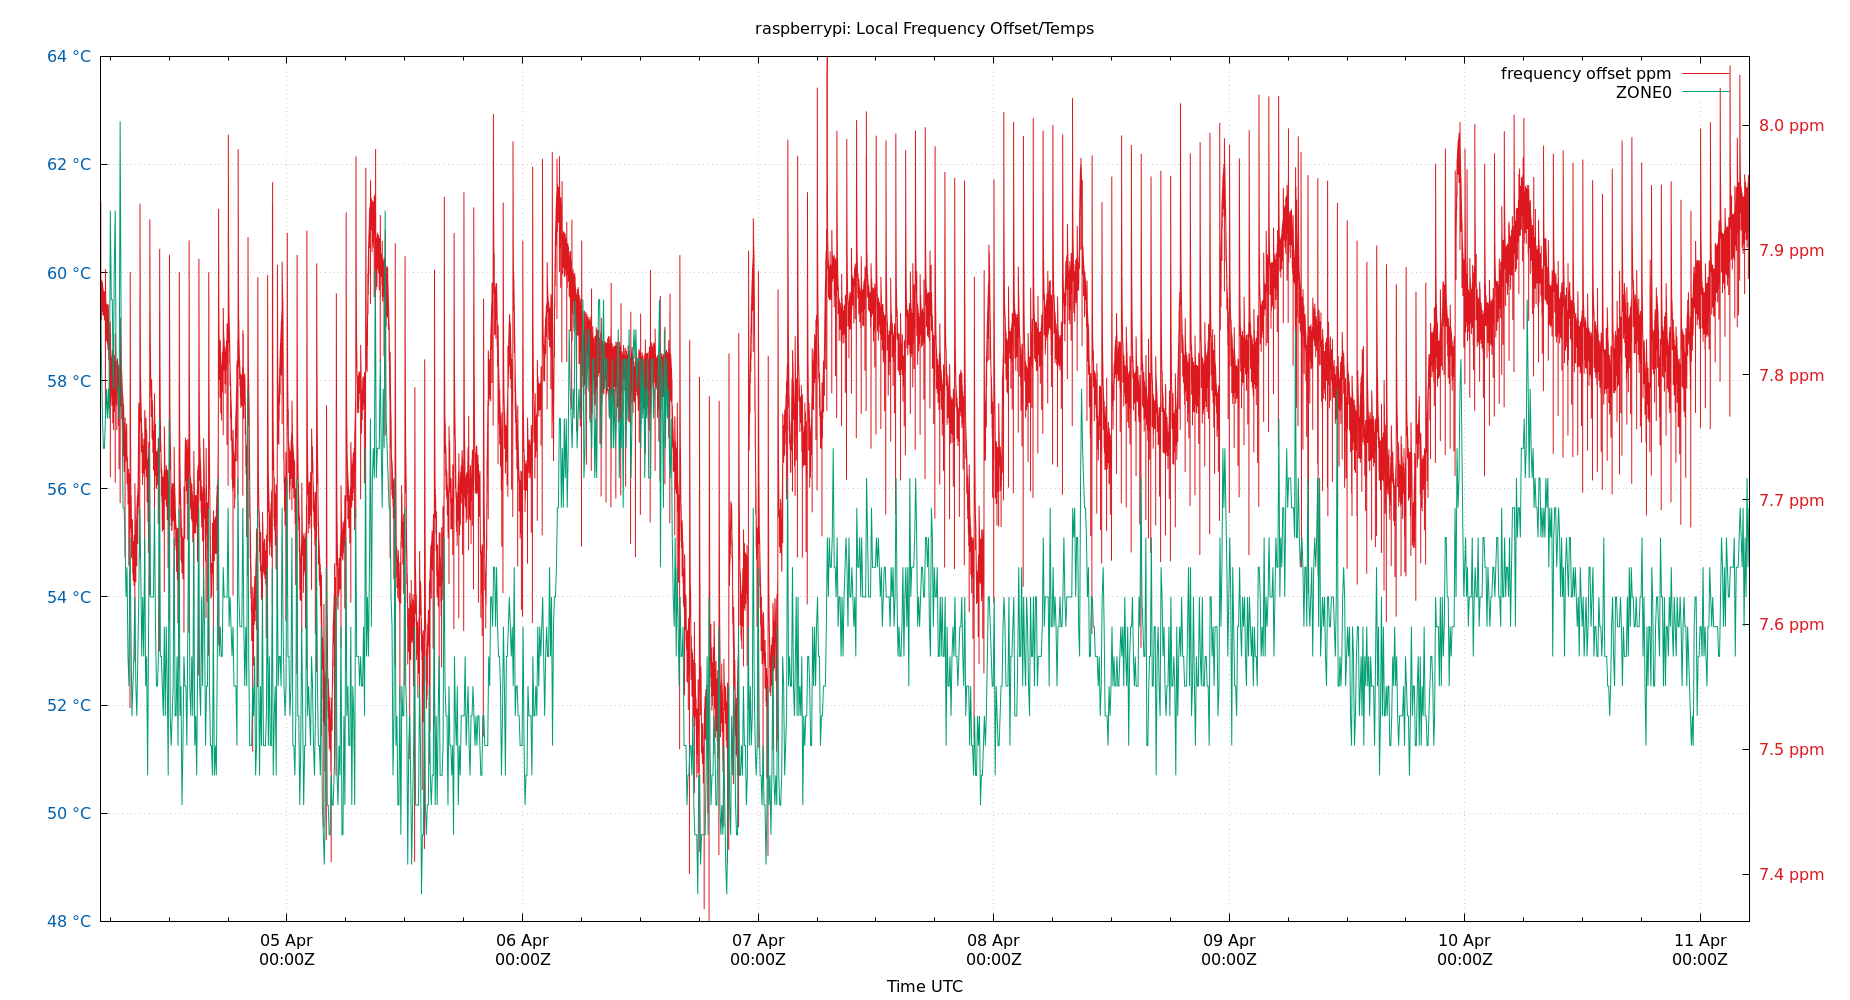 raspberrypi: Local Frequency Offset/Temps
64 °C
62 °C
60 °C
58 °C
56 °C
54 °C
52 °C
50 °C
48 °C
frequency offset ppm
ZONE0
8.0 ppm
7.9 ppm
7.8 ppm
7.7 ppm
7.6 ppm
7.5 ppm
7.4 ppm
05 Apr
00:00Z
06 Apr
00:00Z
07 Apr
00:00Z
08 Apr
00:00Z
09 Apr
00:00Z
10 Apr
00:00Z
11 Apr
00:00Z
Time UTC